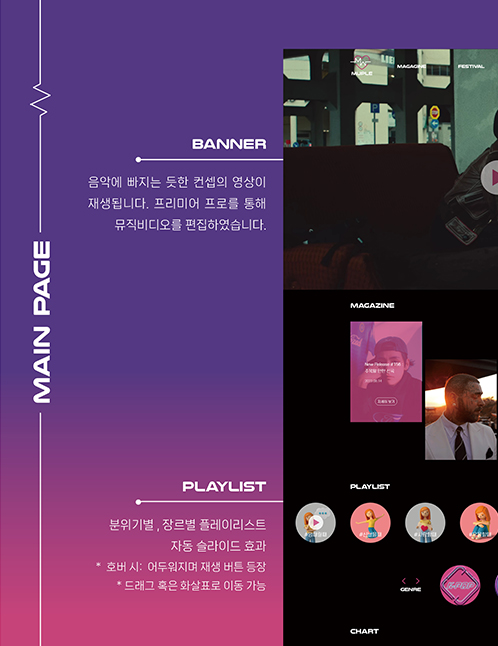 MUPLE
MAGAGINE
FESTIVAL
BANNER
음악에 빠지는 듯한 컨셉의 영상이
재생됩니다. 프리미어 프로를 통해
뮤직비디오를 편집하였습니다.
MAIN PAGE
MAGAZINE
PLAYLIST
분위기별 , 장르별 플레이리스트
자동 슬라이드 효과
* 호버 시: 어두워지며 재생 버튼 등장
* 드래그 혹은 화살표로 이동 가능
PLAYLIST
GENRE
K-POP
CHART